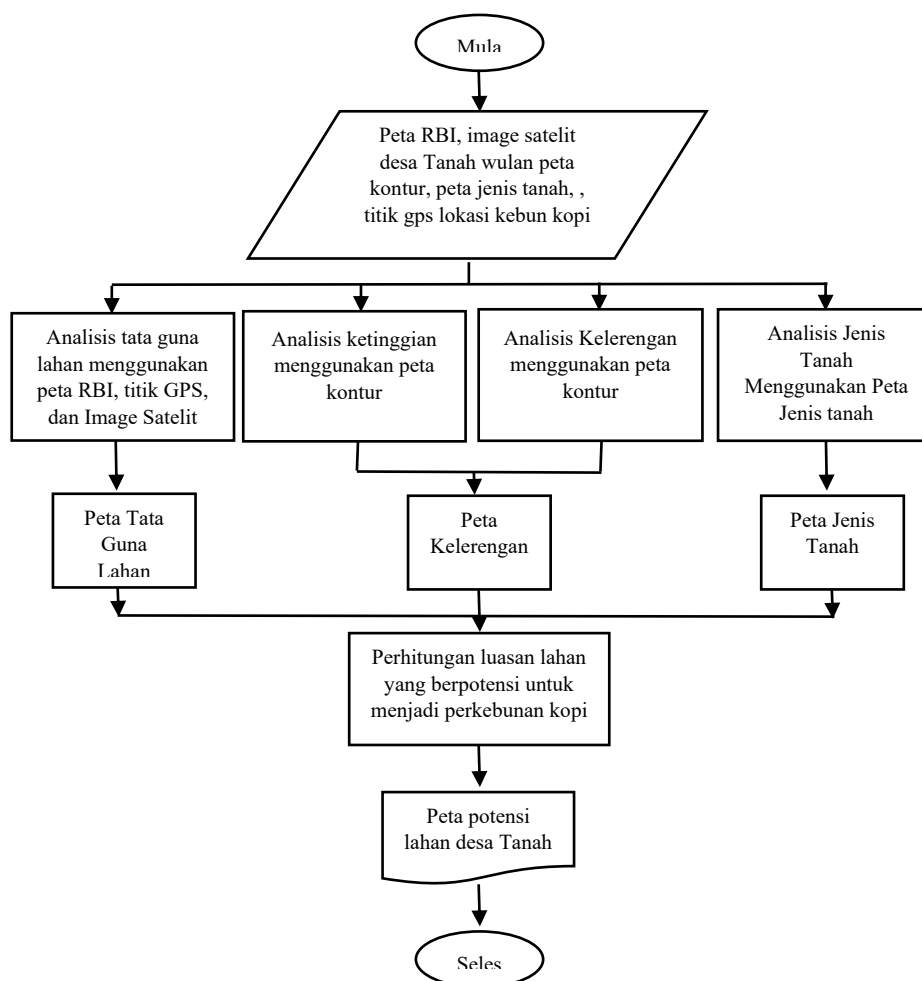 Mula
Peta RBI, image satelit
desa Tanah wulan peta
kontur, peta jenis tanah, ,
titik gps lokasi kebun kopi
Analisis tata guna
lahan menggunakan
peta RBI, titik GPS,
dan Image Satelit
Analisis ketinggian
menggunakan peta
kontur
Analisis Kelerengan
menggunakan peta
kontur
Analisis Jenis
Tanah
Menggunakan Peta
Jenis tanah
Peta Tata
Guna
Lahan
Peta
Kelerengan
Peta Jenis
Tanah
Perhitungan luasan lahan
yang berpotensi untuk
menjadi perkebunan kopi
Peta potensi
lahan desa Tanah
Seles